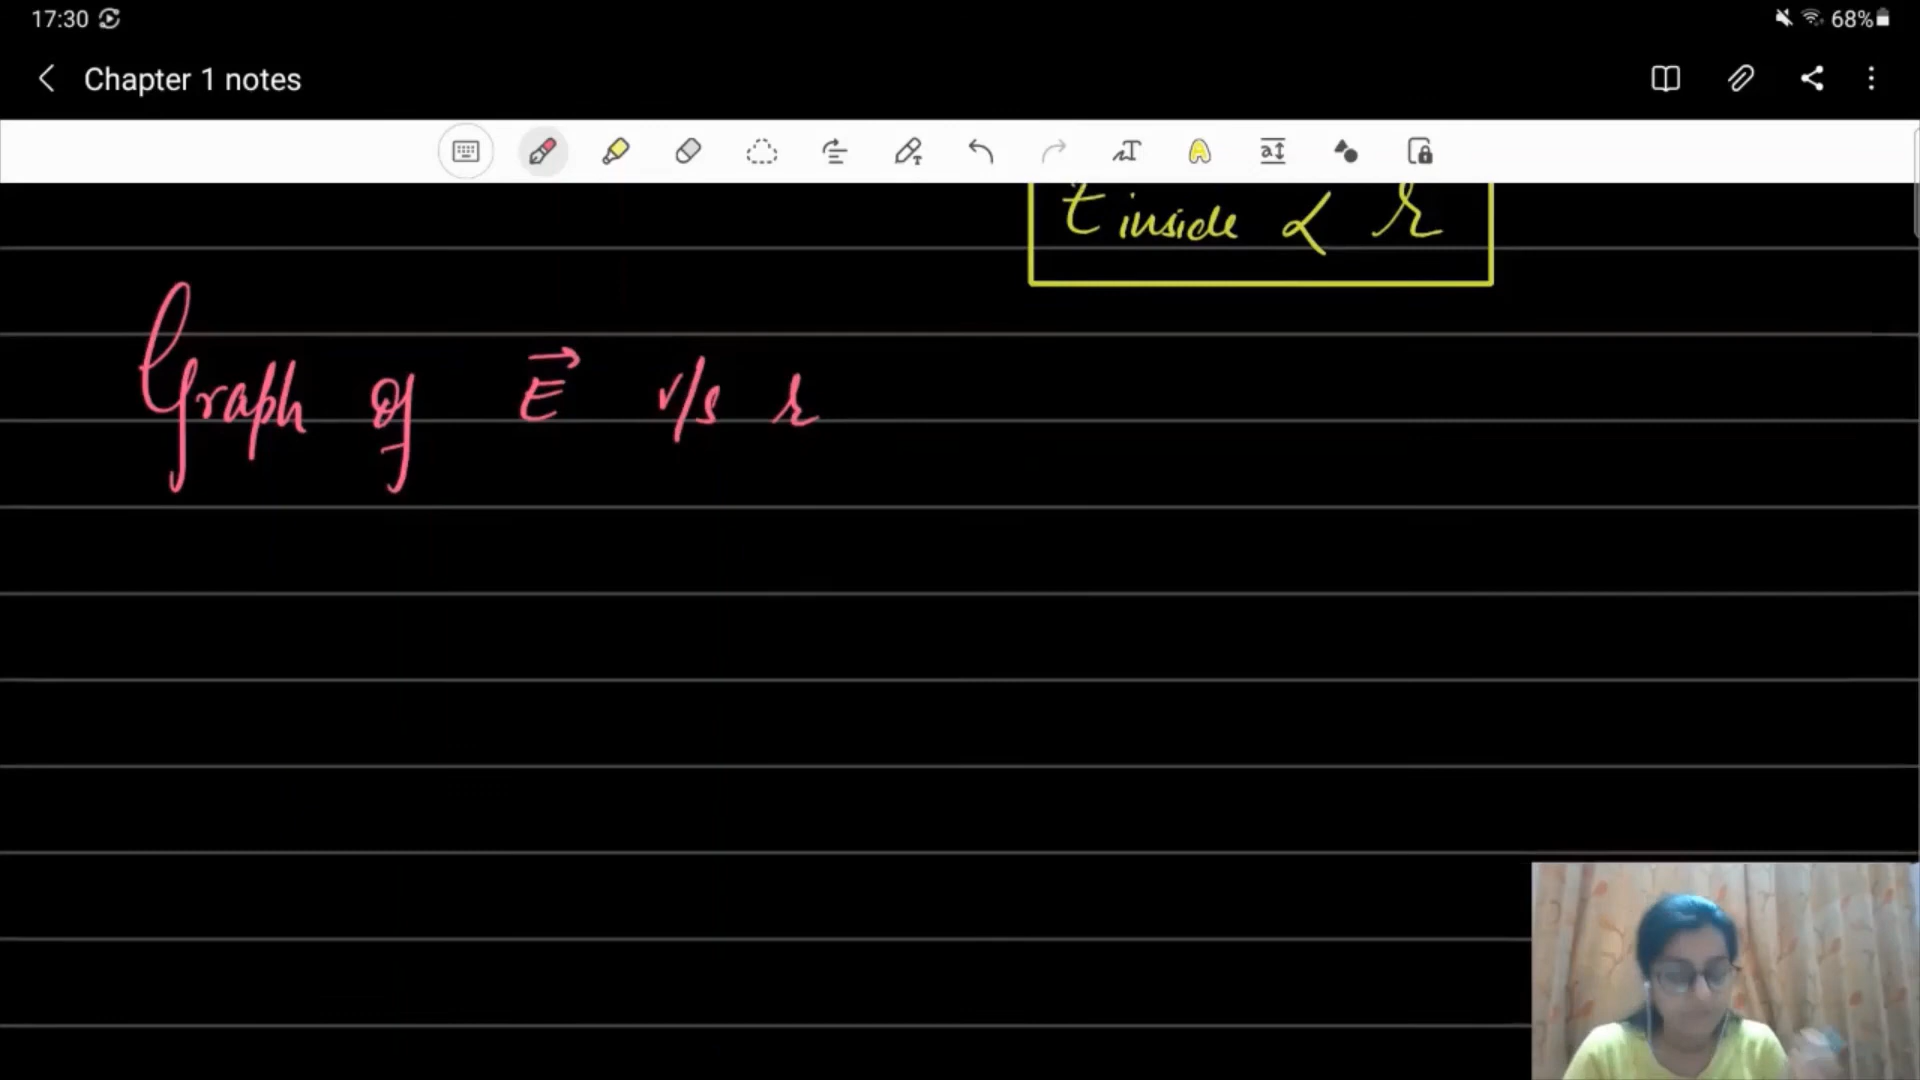 17:30 68%
Chapter 1 notes
E inside ∝ r
Graph of E⃗ v/s r